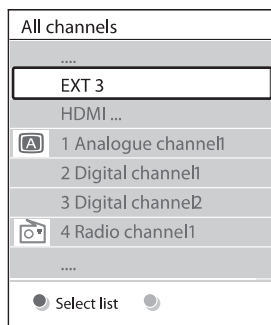 All channels
....
EXT 3
HDMI ...
A 1 Analogue channel1
2 Digital channel1
3 Digital channel2
4 Radio channel1
....
Select list